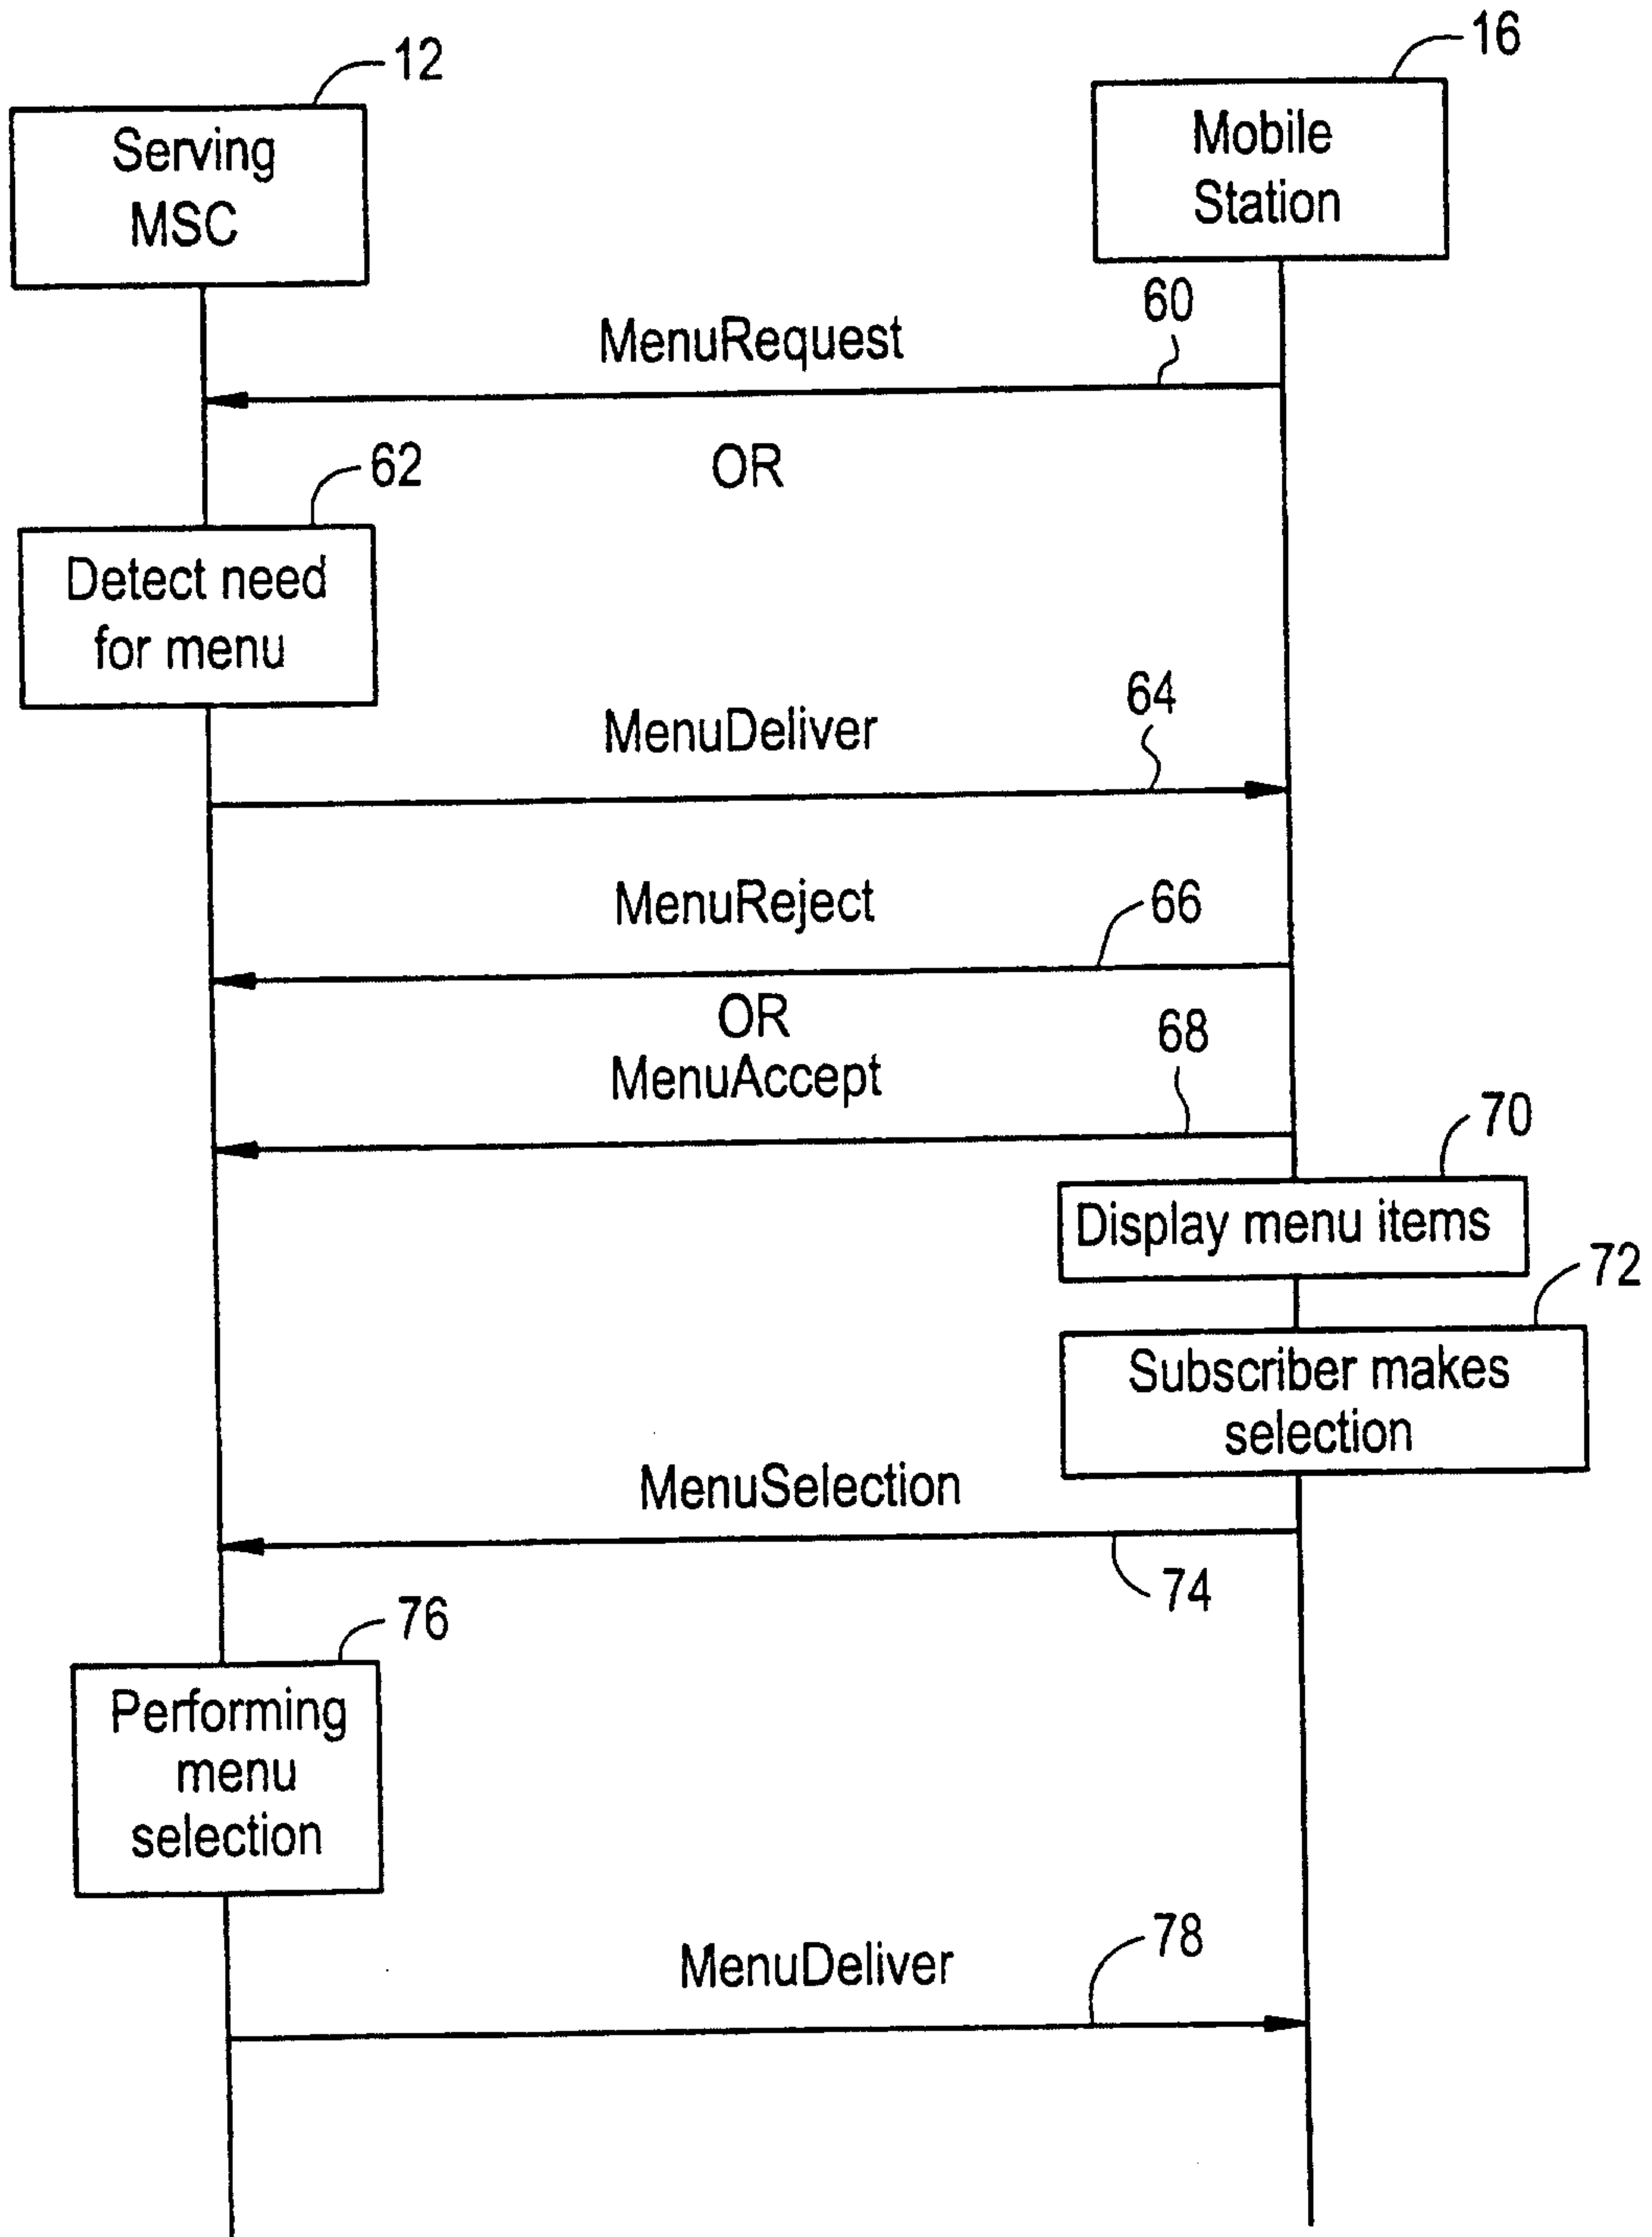 12
16
Serving
MSC
Mobile
Station
60
MenuRequest
OR
62
Detect need
for menu
64
MenuDeliver
MenuReject
66
OR
68
MenuAccept
70
Display menu items
72
Subscriber makes
selection
MenuSelection
74
76
Performing
menu
selection
78
MenuDeliver